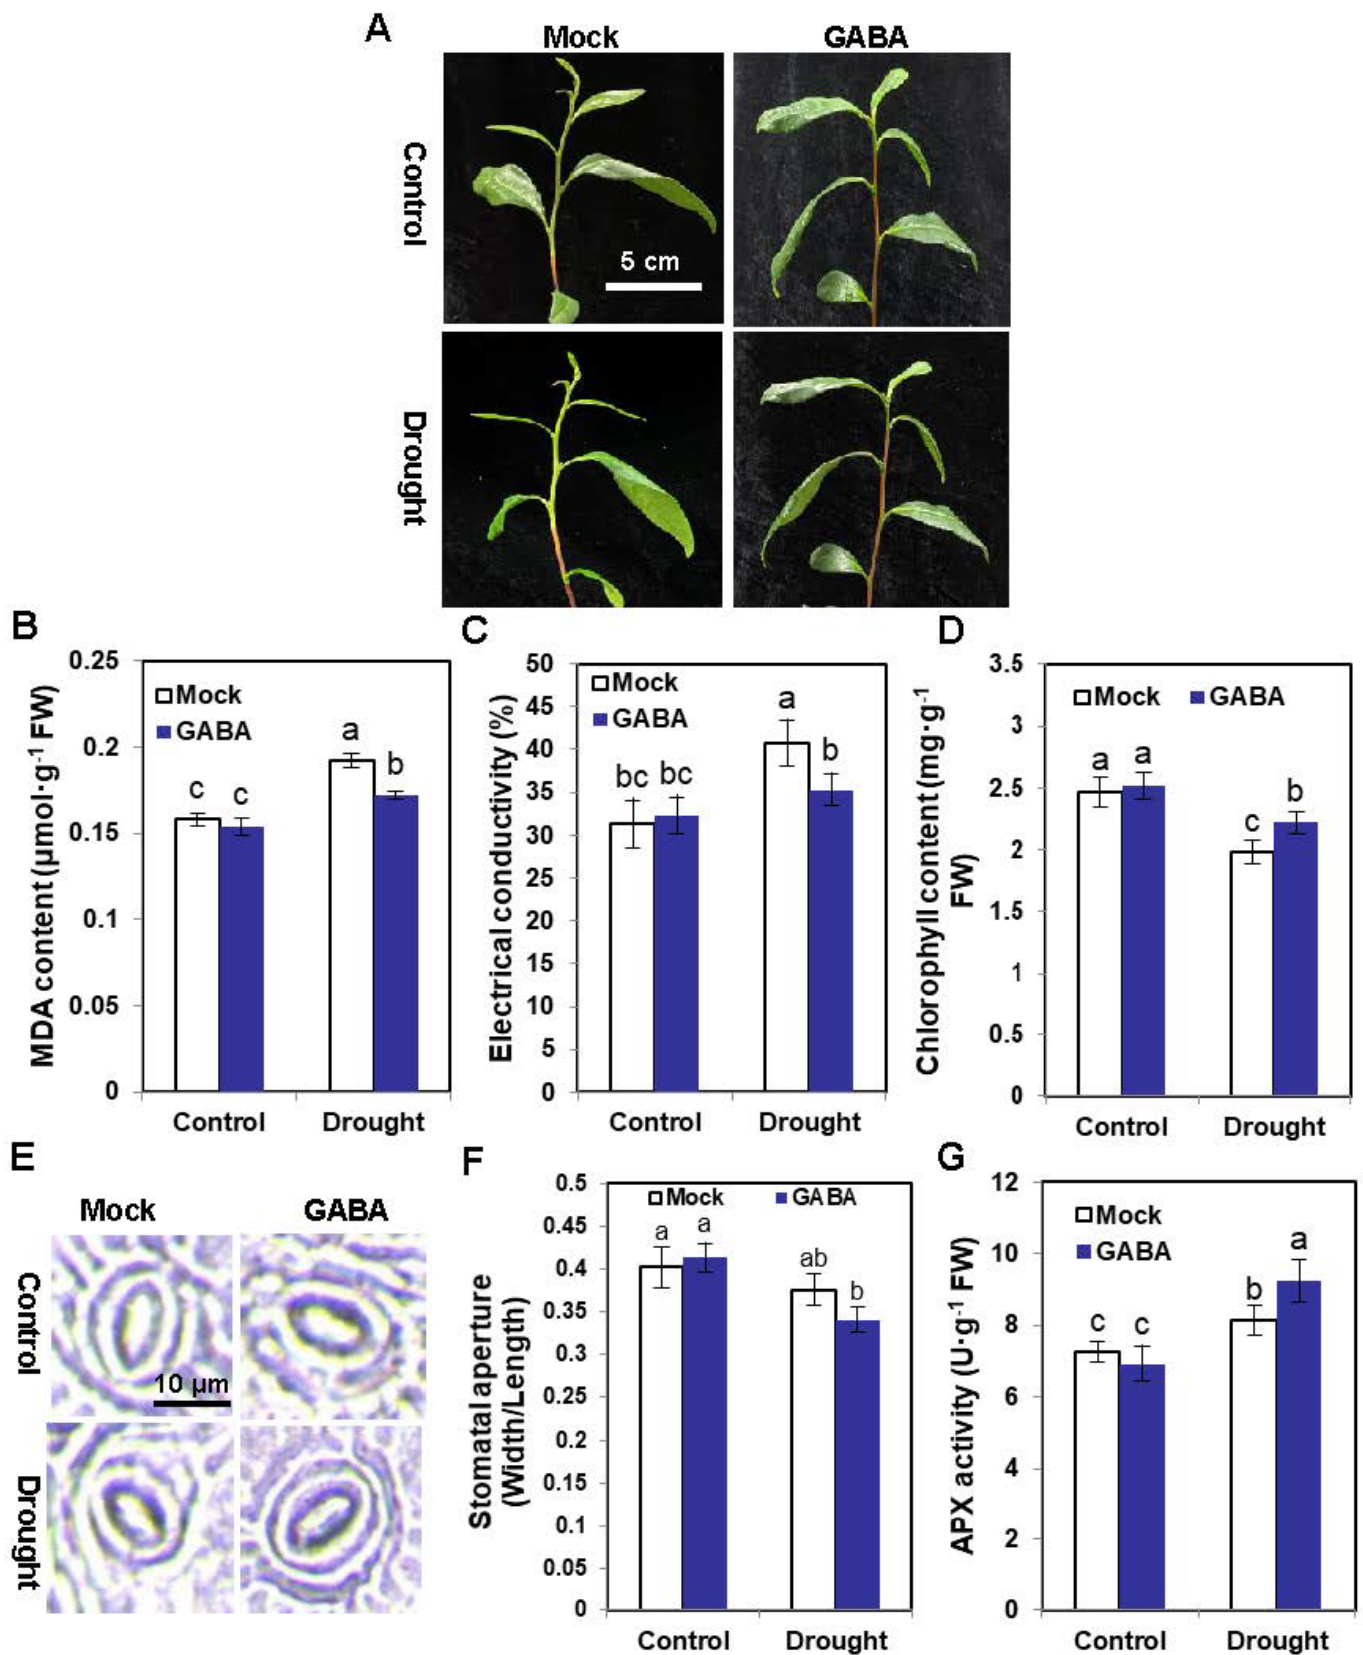 A
Mock
GABA
Control
5 cm
Drought
B
MDA content (μmol·g-1 FW)
0.25
0.2
0.15
0.1
0.05
0
Mock
GABA
c
c
a
b
Control
Drought
C
Electrical conductivity (%)
50
45
40
35
30
25
20
15
10
5
0
Mock
GABA
bc
bc
a
b
Control
Drought
D
Chlorophyll content (mg·g-1
FW)
3.5
3
2.5
2
1.5
1
0.5
0
Mock
GABA
a
a
c
b
Control
Drought
E
Mock
GABA
Control
10 μm
Drought
F
Stomatal aperture
(Width/Length)
0.5
0.45
0.4
0.35
0.3
0.25
0.2
0.15
0.1
0.05
0
Mock
GABA
a
a
ab
b
Control
Drought
G
APX activity (U·g-1 FW)
12
10
8
6
4
2
0
Mock
GABA
c
c
b
a
Control
Drought